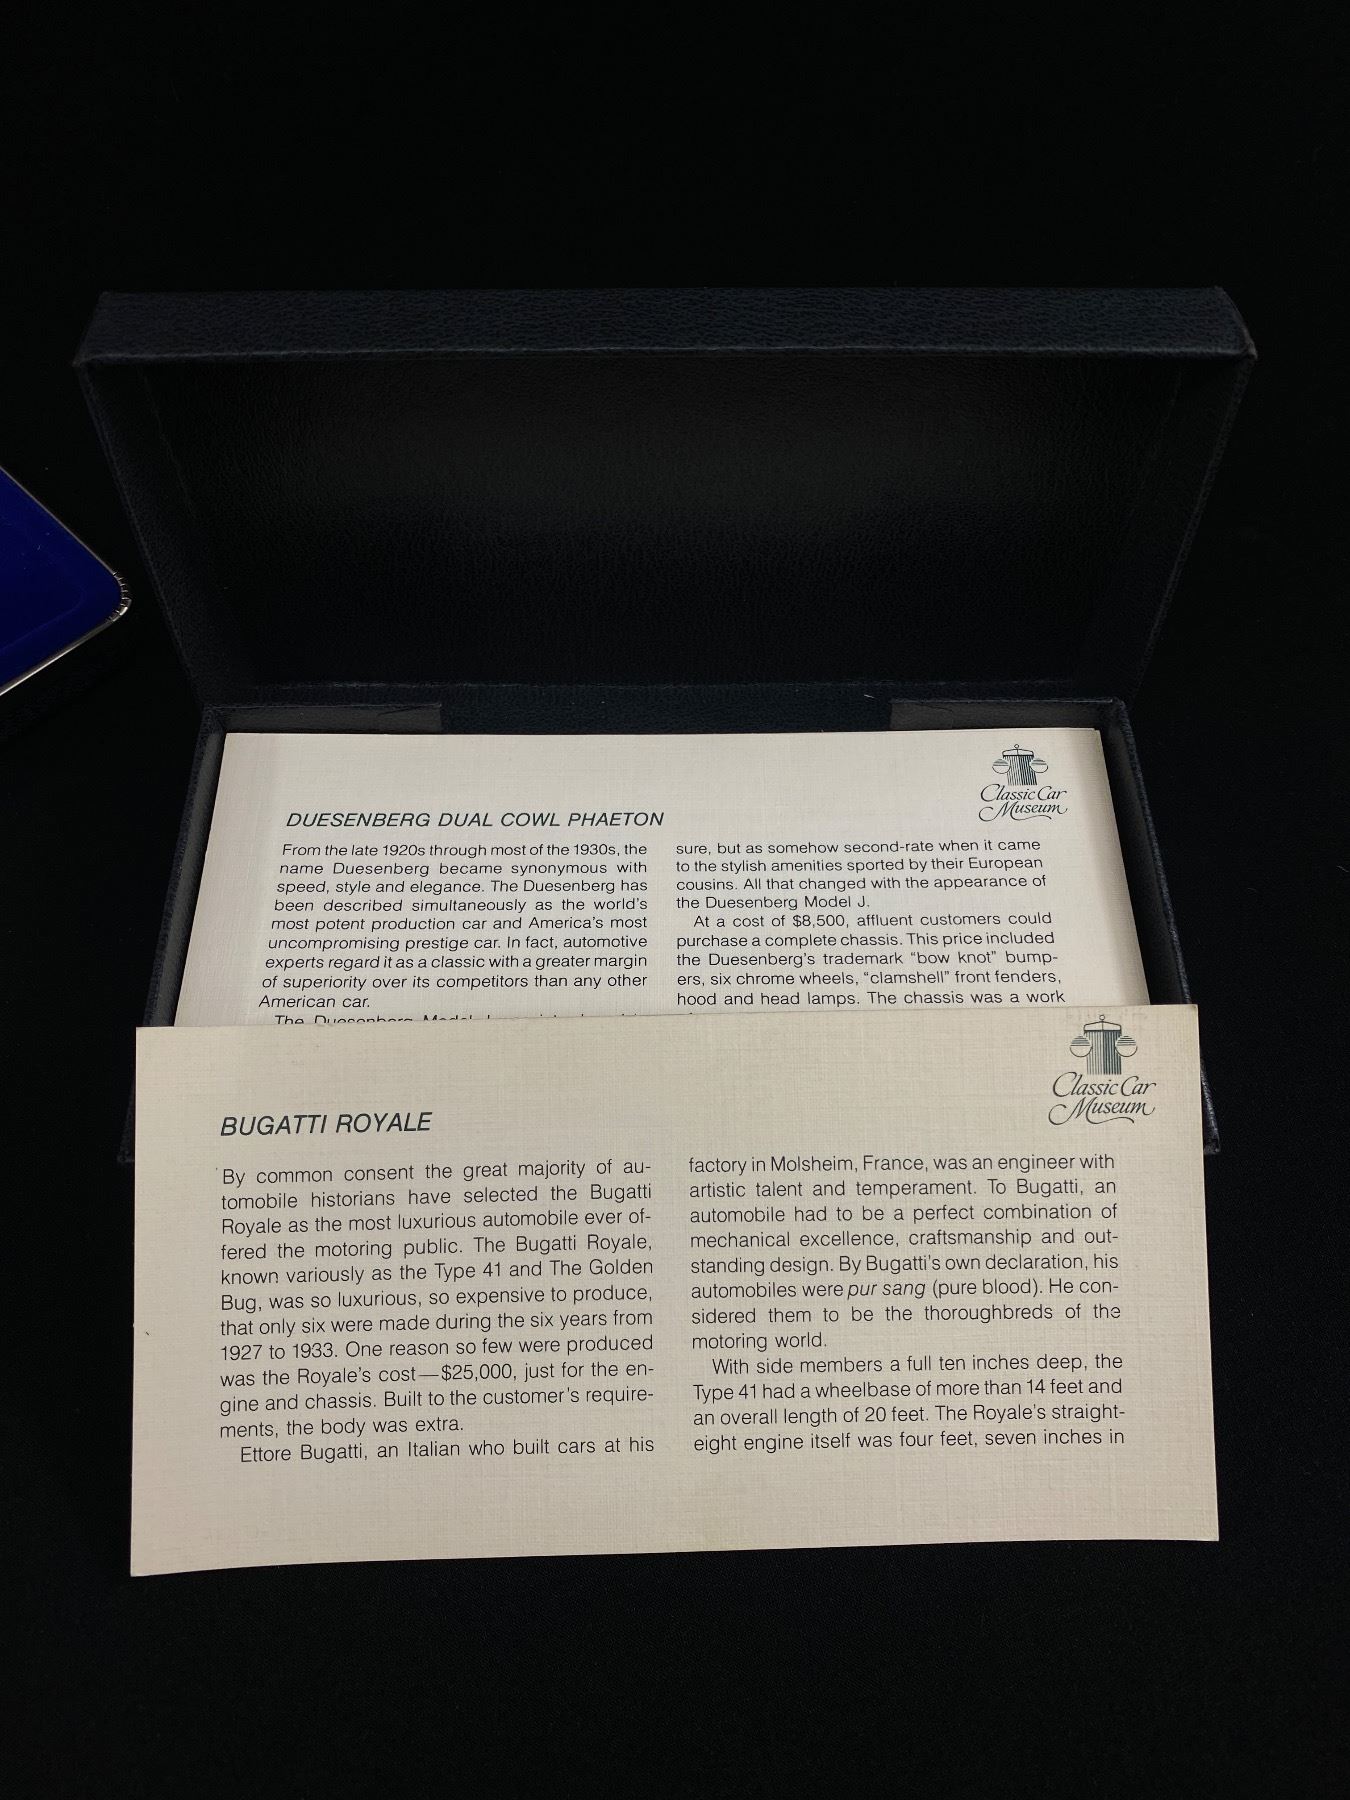 Classic Car
Museum
DUESENBERG DUAL COWL PHAETON
From the late 1920s through most of the 1930s, the
name Duesenberg became synonymous with
speed, style and elegance. The Duesenberg has
been described simultaneously as the world's
most potent production car and America's most
uncompromising prestige car. In fact, automotive
experts regard it as a classic with a greater margin
of superiority over its competitors than any other
American car.
The Duesenberg Model J
sure, but as somehow second-rate when it came
to the stylish amenities sported by their European
cousins. All that changed with the appearance of
the Duesenberg Model J.
At a cost of $8,500, affluent customers could
purchase a complete chassis. This price included
the Duesenberg's trademark "bow knot" bump-
ers, six chrome wheels, "clamshell" front fenders,
hood and head lamps. The chassis was a work
Classic Car
Museum
BUGATTI ROYALE
By common consent the great majority of au-
tomobile historians have selected the Bugatti
Royale as the most luxurious automobile ever of-
fered the motoring public. The Bugatti Royale,
known variously as the Type 41 and The Golden
Bug, was so luxurious, so expensive to produce,
that only six were made during the six years from
1927 to 1933. One reason so few were produced
was the Royale's cost—$25,000, just for the en-
gine and chassis. Built to the customer's require-
ments, the body was extra.
Ettore Bugatti, an Italian who built cars at his
factory in Molsheim, France, was an engineer with
artistic talent and temperament. To Bugatti, an
automobile had to be a perfect combination of
mechanical excellence, craftsmanship and out-
standing design. By Bugatti's own declaration, his
automobiles were pur sang (pure blood). He con-
sidered them to be the thoroughbreds of the
motoring world.
With side members a full ten inches deep, the
Type 41 had a wheelbase of more than 14 feet and
an overall length of 20 feet. The Royale's straight-
eight engine itself was four feet, seven inches in